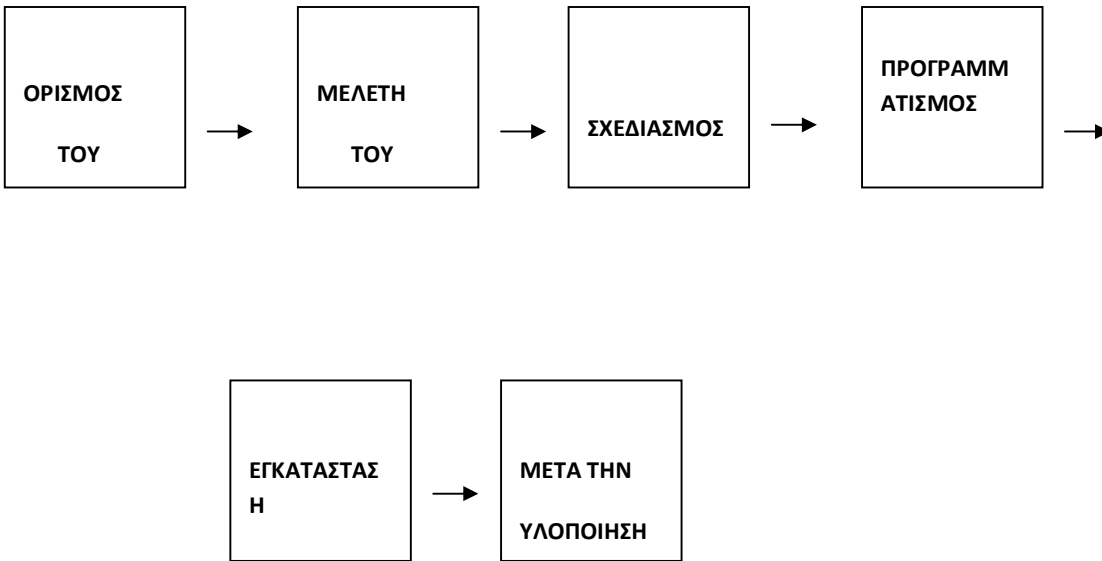 ΟΡΙΣΜΟΣ
ΤΟΥ
ΜΕΛΕΤΗ
ΤΟΥ
ΣΧΕΔΙΑΣΜΟΣ
ΠΡΟΓΡΑΜΜ
ΑΤΙΣΜΟΣ
ΕΓΚΑΤΑΣΤΑΣ
Η
ΜΕΤΑ ΤΗΝ
ΥΛΟΠΟΙΗΣΗ